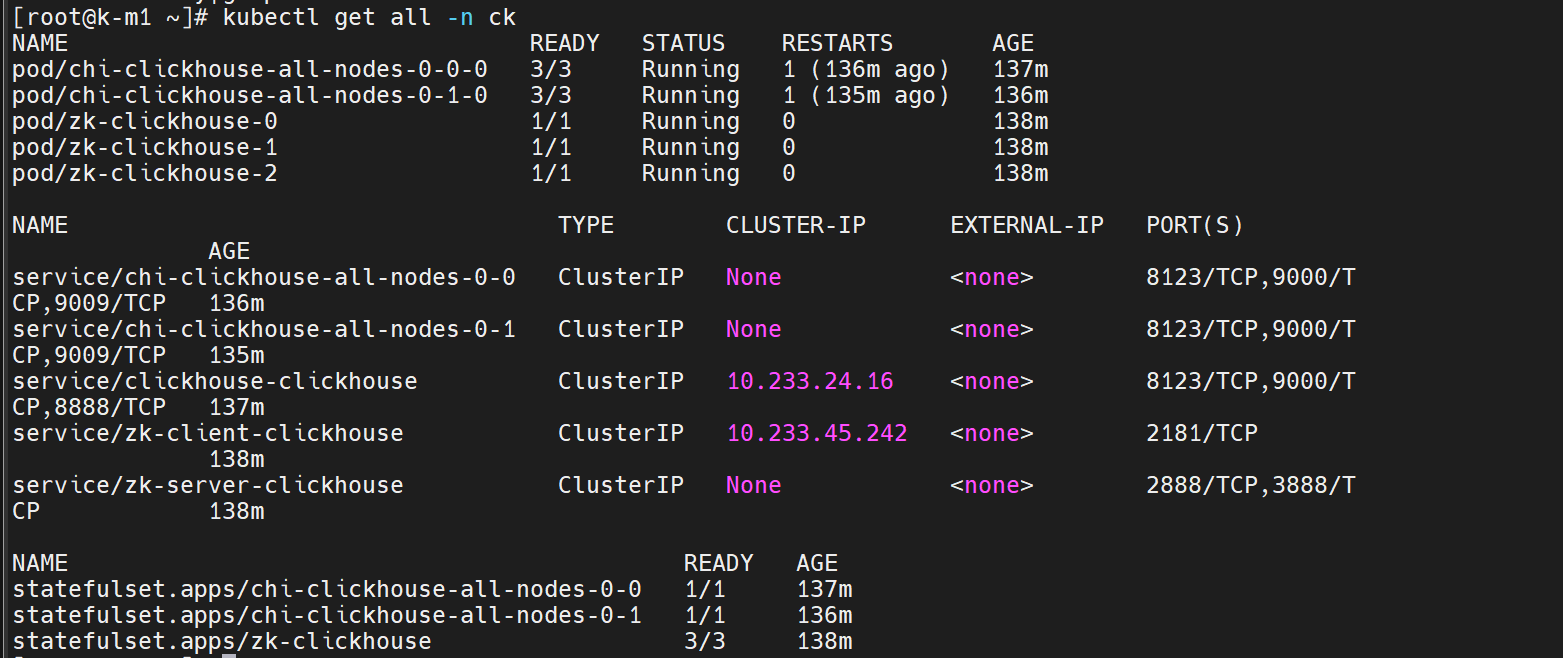 [root@k-m1 ~]# kubectl get all -n ck
NAME                                 READY   STATUS    RESTARTS       AGE
pod/chi-clickhouse-all-nodes-0-0-0   3/3     Running   1 (136m ago)   137m
pod/chi-clickhouse-all-nodes-0-1-0   3/3     Running   1 (135m ago)   136m
pod/zk-clickhouse-0                  1/1     Running   0              138m
pod/zk-clickhouse-1                  1/1     Running   0              138m
pod/zk-clickhouse-2                  1/1     Running   0              138m
NAME                                   TYPE        CLUSTER-IP      EXTERNAL-IP   PORT(S)
              AGE
service/chi-clickhouse-all-nodes-0-0   ClusterIP   None            <none>        8123/TCP,9000/T
CP,9009/TCP   136m
service/chi-clickhouse-all-nodes-0-1   ClusterIP   None            <none>        8123/TCP,9000/T
CP,9009/TCP   135m
service/clickhouse-clickhouse          ClusterIP   10.233.24.16    <none>        8123/TCP,9000/T
CP,8888/TCP   137m
service/zk-client-clickhouse           ClusterIP   10.233.45.242   <none>        2181/TCP
              138m
service/zk-server-clickhouse           ClusterIP   None            <none>        2888/TCP,3888/T
CP            138m
NAME                                            READY   AGE
statefulset.apps/chi-clickhouse-all-nodes-0-0   1/1     137m
statefulset.apps/chi-clickhouse-all-nodes-0-1   1/1     136m
statefulset.apps/zk-clickhouse                  3/3     138m